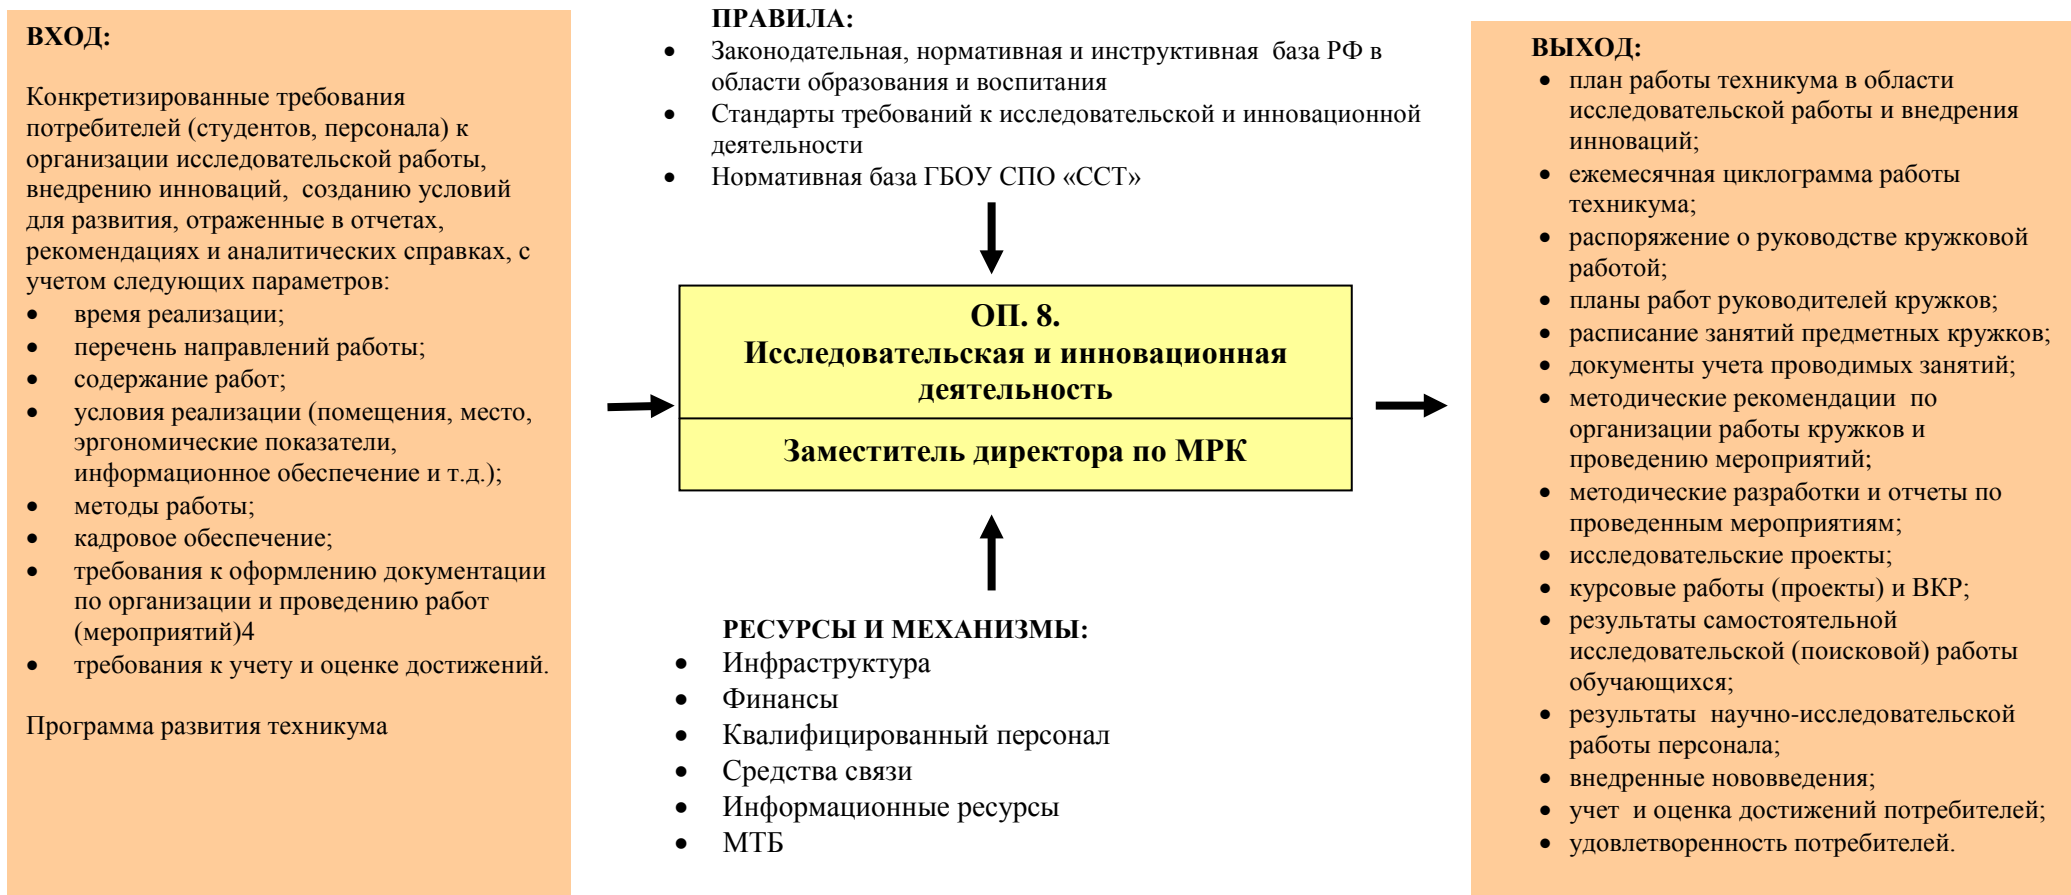 ВХОД:
Конкретизированные требования
потребителей (студентов, персонала) к
организации исследовательской работы,
внедрению инноваций,  созданию условий
для развития, отраженные в отчетах,
рекомендациях и аналитических справках, с
учетом следующих параметров:
• время реализации;
• перечень направлений работы;
• содержание работ;
• условия реализации (помещения, место,
эргономические показатели,
информационное обеспечение и т.д.);
• методы работы;
• кадровое обеспечение;
• требования к оформлению документации
по организации и проведению работ
(мероприятий)4
• требования к учету и оценке достижений.
Программа развития техникума
ПРАВИЛА:
• Законодательная, нормативная и инструктивная  база РФ в
области образования и воспитания
• Стандарты требований к исследовательской и инновационной
деятельности
• Нормативная база ГБОУ СПО «ССТ»
ОП. 8.
Исследовательская и инновационная
деятельность
Заместитель директора по МРК
РЕСУРСЫ И МЕХАНИЗМЫ:
• Инфраструктура
• Финансы
• Квалифицированный персонал
• Средства связи
• Информационные ресурсы
• МТБ
ВЫХОД:
• план работы техникума в области
исследовательской работы и внедрения
инноваций;
• ежемесячная циклограмма работы
техникума;
• распоряжение о руководстве кружковой
работой;
• планы работ руководителей кружков;
• расписание занятий предметных кружков;
• документы учета проводимых занятий;
• методические рекомендации  по
организации работы кружков и
проведению мероприятий;
• методические разработки и отчеты по
проведенным мероприятиям;
• исследовательские проекты;
• курсовые работы (проекты) и ВКР;
• результаты самостоятельной
исследовательской (поисковой) работы
обучающихся;
• результаты  научно-исследовательской
работы персонала;
• внедренные нововведения;
• учет  и оценка достижений потребителей;
• удовлетворенность потребителей.